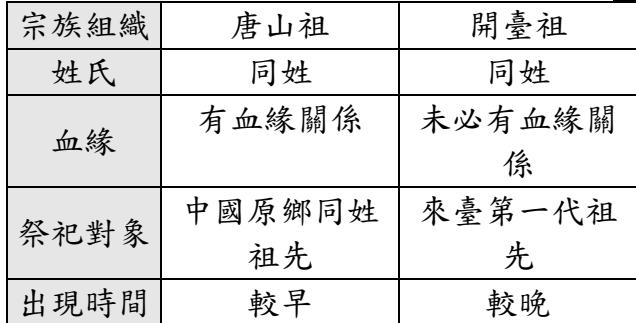 宗族組織 唐山祖 開臺祖
姓氏 同姓 同姓
血緣 有血緣關係 未必有血緣關
係
祭祀對象 中國原鄉同姓 來臺第一代祖
祖先 先
出現時間 較早 較晚